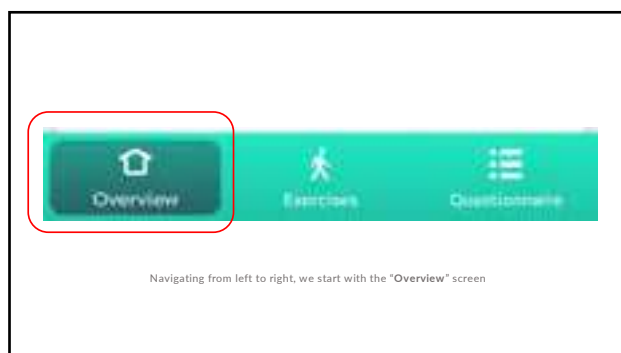 Overview
Exercises
Questionnaire
Navigating from left to right, we start with the "Overview" screen